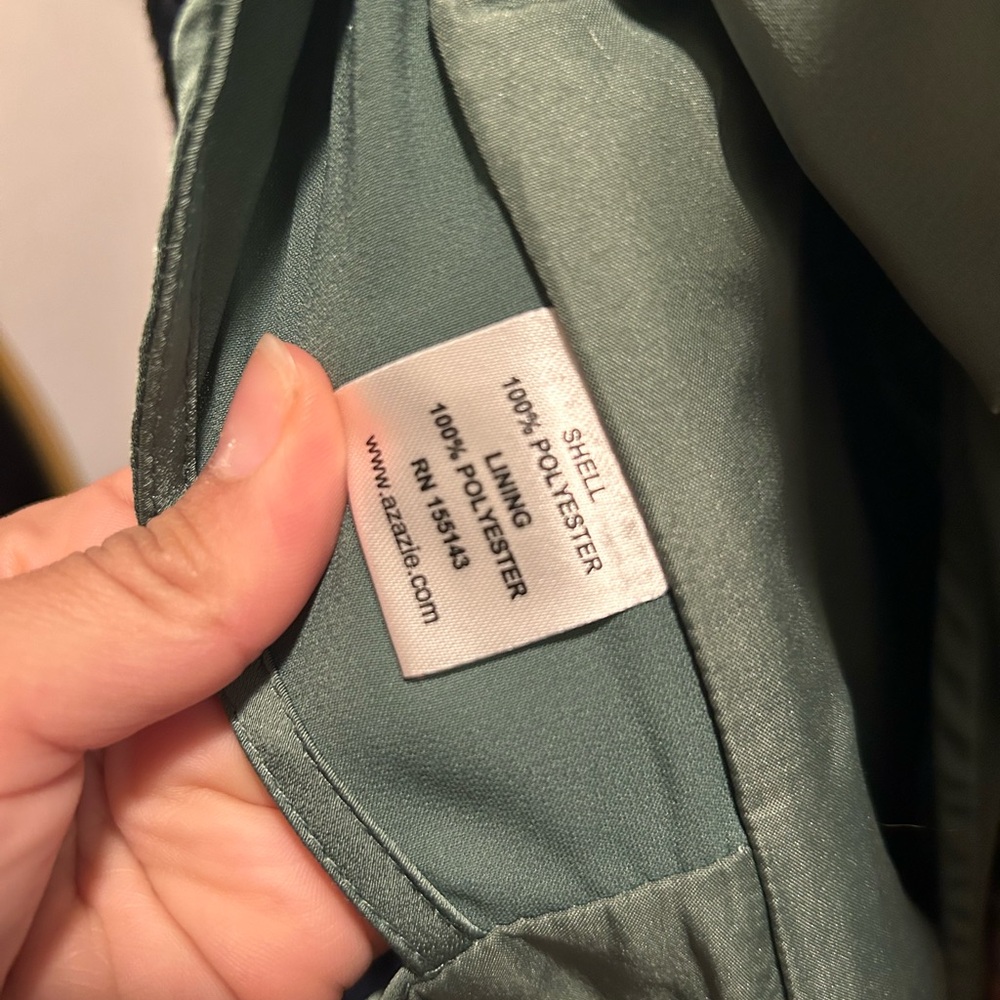 SHELL
100% POLYESTER
LINING
100% POLYESTER
RN 155143
www.azazie.com